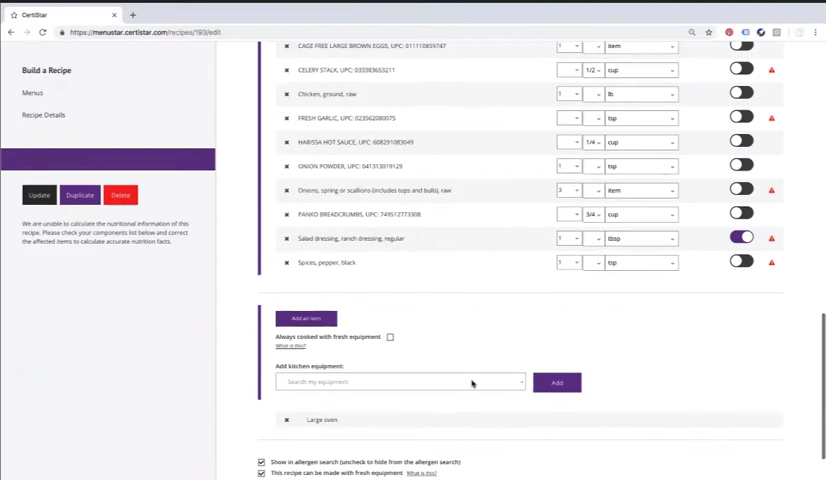 CertiStar
https://menustar.certistar.com/recipes/193/edit
Build a Recipe
Menus
Recipe Details
Update
Duplicate
Delete
We are unable to calculate the nutritional information of this
recipe. Please check your components list below and correct
the affected items to calculate accurate nutrition facts.
CAGE FREE LARGE BROWN EGGS, UPC: 011110859747 1 item
CELERY STALK, UPC: 033383653211 1/2 cup
Chicken, ground, raw 1 lb
FRESH GARLIC, UPC: 023562080075 tsp
HARISSA HOT SAUCE, UPC: 608291083049 1/4 cup
ONION POWDER, UPC: 041313019129 1 tsp
Onions, spring or scallions (includes tops and bulb), raw 3 item
PANKO BREADCRUMBS, UPC: 749512773308 3/4 cup
Salad dressing, ranch dressing, regular 1 tbsp
Spices, pepper, black 1 tsp
Add an item
Always cooked with fresh equipment
What is this?
Add kitchen equipment:
Search my equipment
Add
Large oven
Show in allergen search (uncheck to hide from the allergen search)
This recipe can be made with fresh equipment What is this?